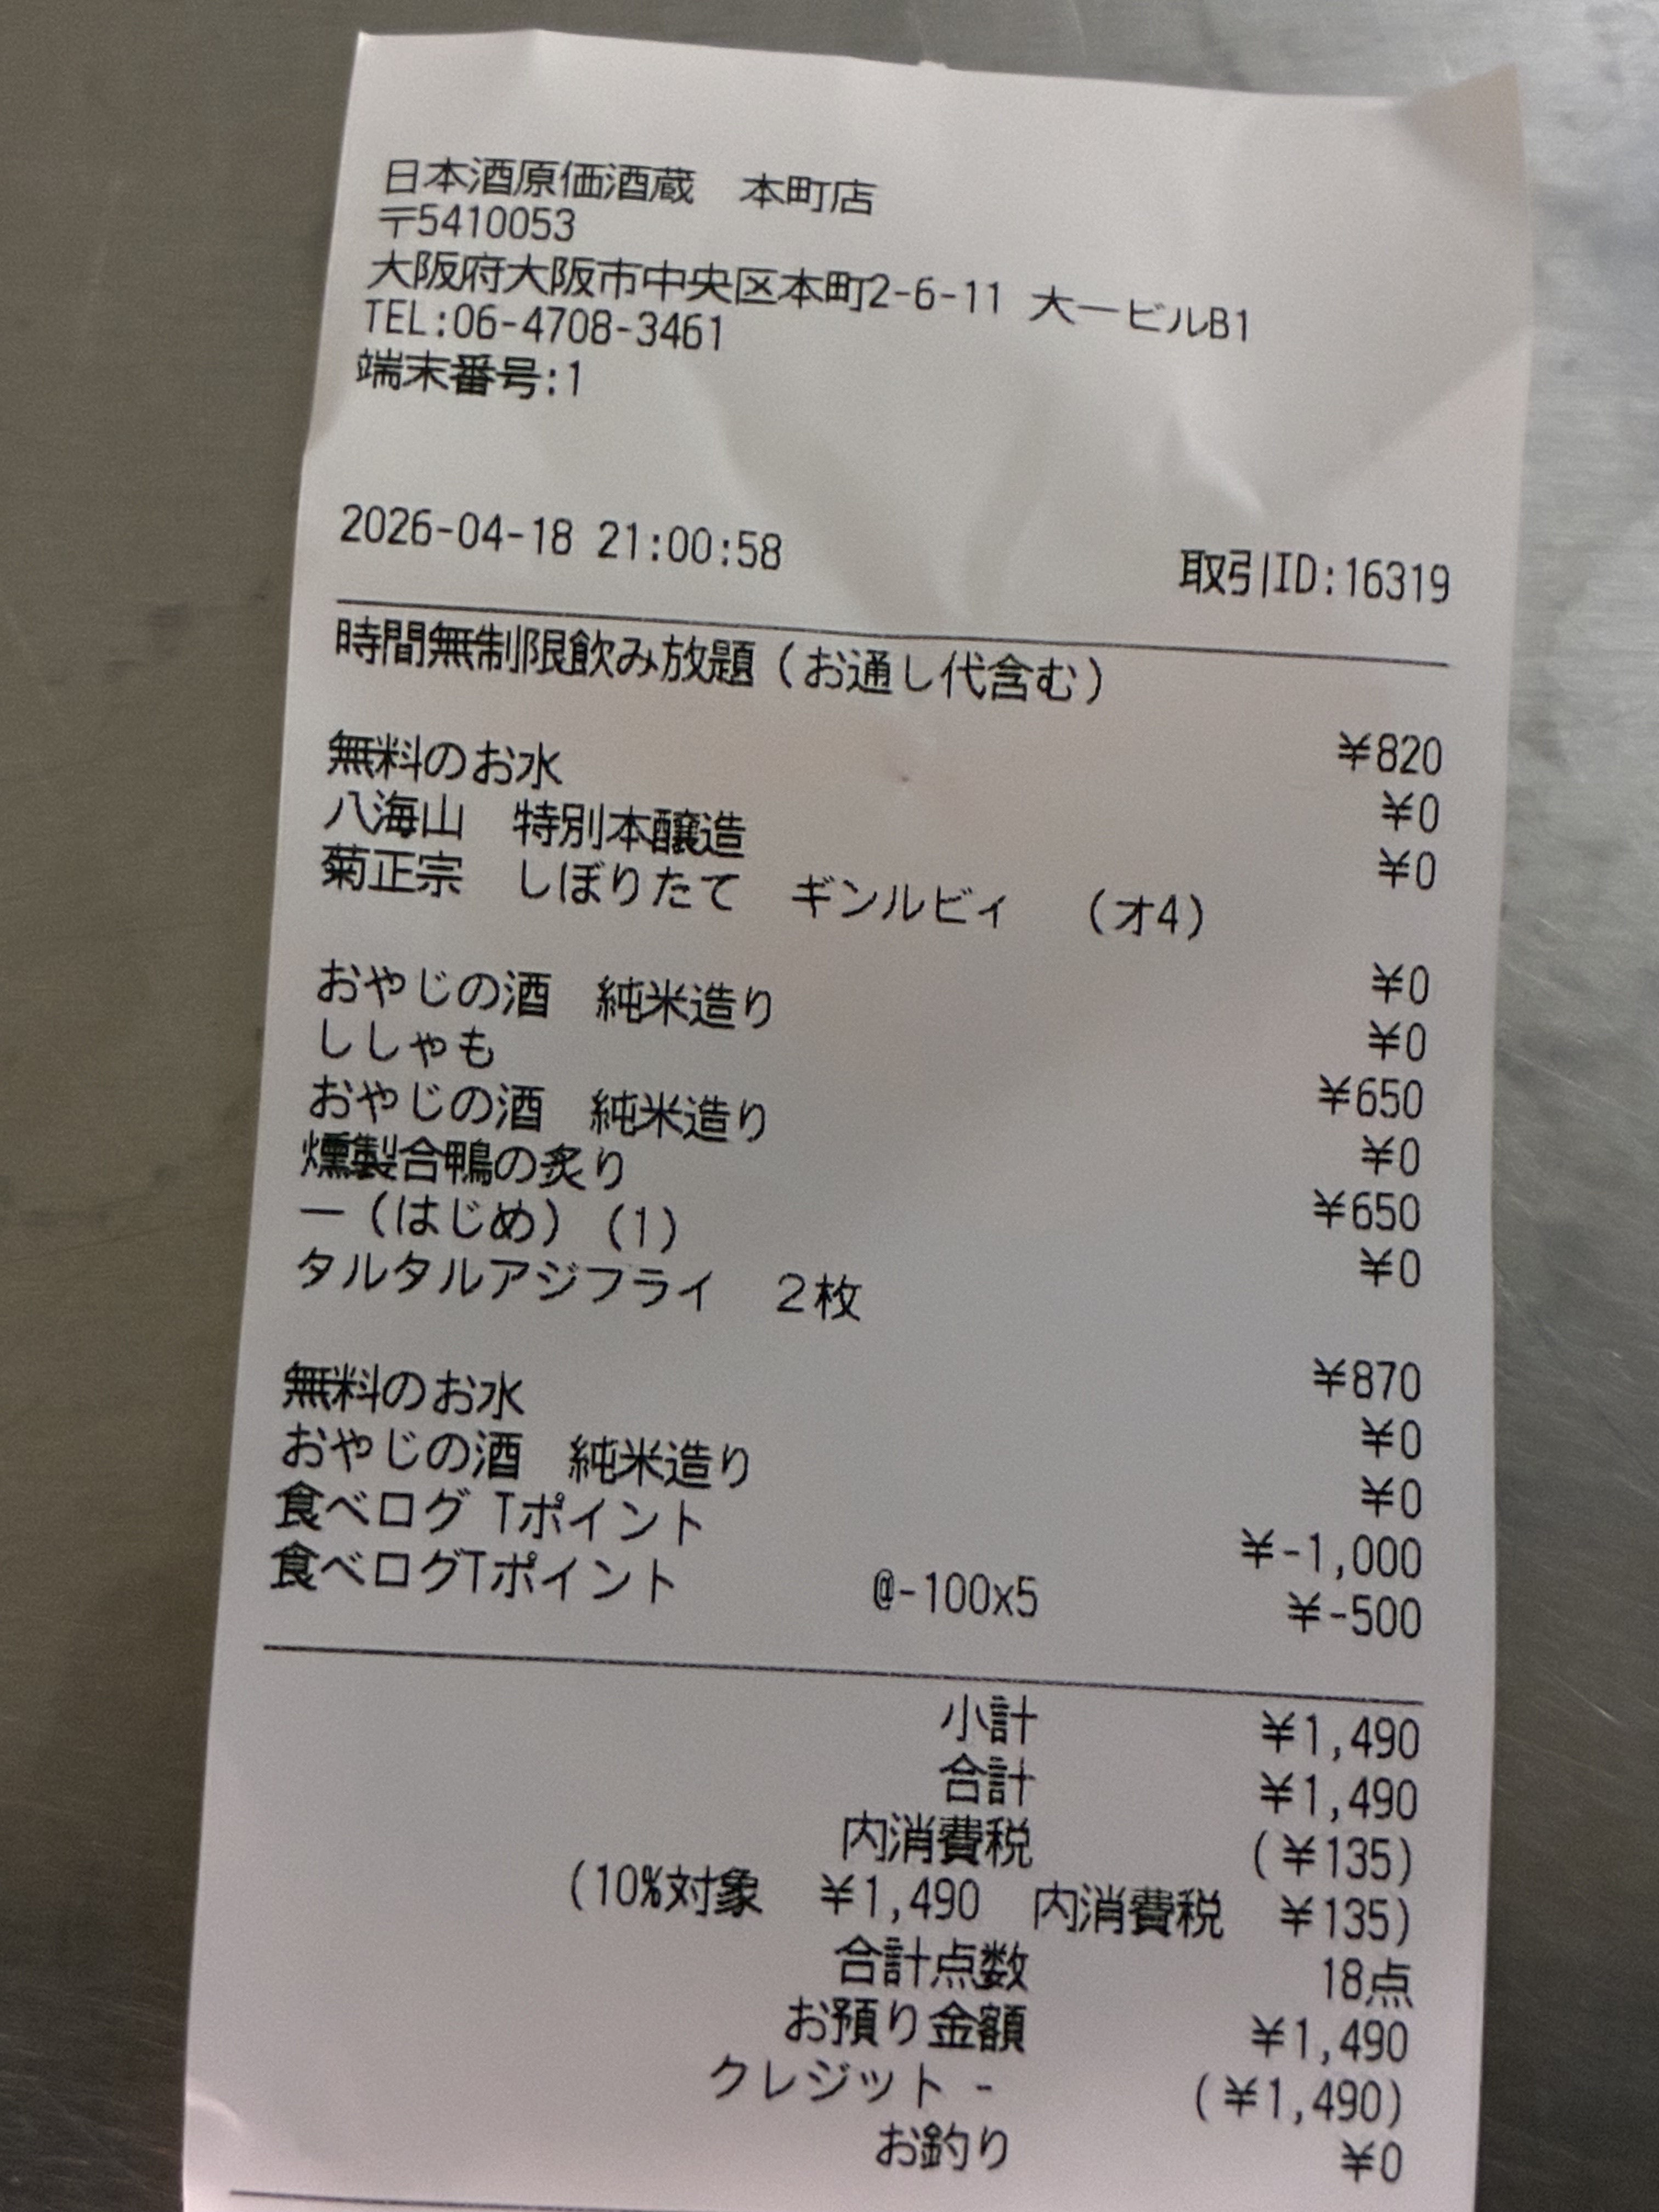 日本酒原価酒蔵　本町店
〒5410053
大阪府大阪市中央区本町2-6-11 大一ビルB1
TEL:06-4708-3461
端末番号:1
2026-04-18 21:00:58 取引ID:16319
時間無制限飲み放題(お通し代含む)
¥820
無料のお水 ¥0
八海山　特別本醸造 ¥0
菊正宗　しぼりたて　ギンルビィ　(オ4)
¥0
おやじの酒　純米造り ¥0
ししゃも ¥650
おやじの酒　純米造り ¥0
燻製合鴨の炙り ¥650
一(はじめ) (1) ¥0
タルタルアジフライ　２枚
¥870
無料のお水 ¥0
おやじの酒　純米造り ¥0
食べログ Tポイント ¥-1,000
食べログTポイント @-100x5 ¥-500
小計 ¥1,490
合計 ¥1,490
内消費税 (¥135)
(10%対象　¥1,490　内消費税　¥135)
合計点数 18点
お預り金額 ¥1,490
クレジット - (¥1,490)
お釣り ¥0